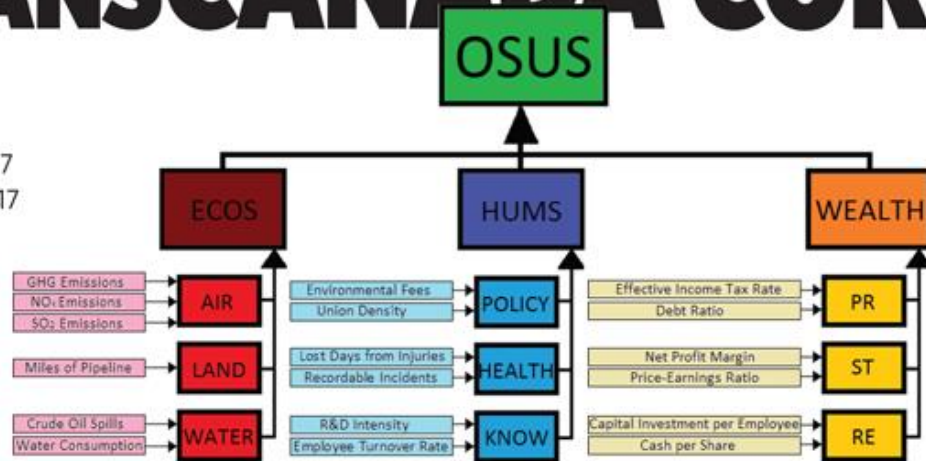 OSUS
7
17
ECOS
HUMS
WEALTH
GHG Emissions
NOₓ Emissions
SO₂ Emissions
AIR
Miles of Pipeline
LAND
Crude Oil Spills
Water Consumption
WATER
Environmental Fees
Union Density
POLICY
Lost Days from Injuries
Recordable Incidents
HEALTH
R&D Intensity
Employee Turnover Rate
KNOW
Effective Income Tax Rate
Debt Ratio
PR
Net Profit Margin
Price-Earnings Ratio
ST
Capital Investment per Employee
Cash per Share
RE